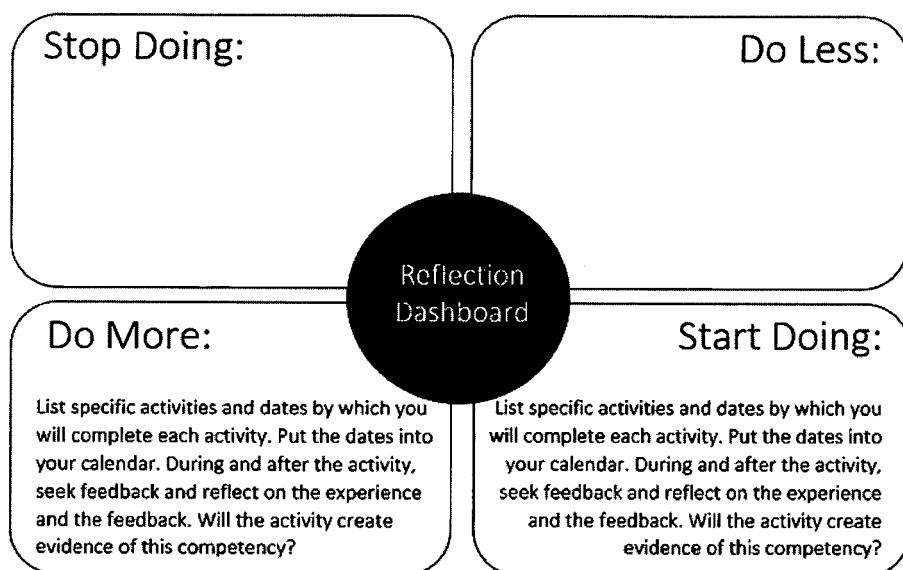 Stop Doing:
Do Less:
Reflection
Dashboard
Do More:
List specific activities and dates by which you
will complete each activity. Put the dates into
your calendar. During and after the activity,
seek feedback and reflect on the experience
and the feedback. Will the activity create
evidence of this competency?
Start Doing:
List specific activities and dates by which you
will complete each activity. Put the dates into
your calendar. During and after the activity,
seek feedback and reflect on the experience
and the feedback. Will the activity create
evidence of this competency?